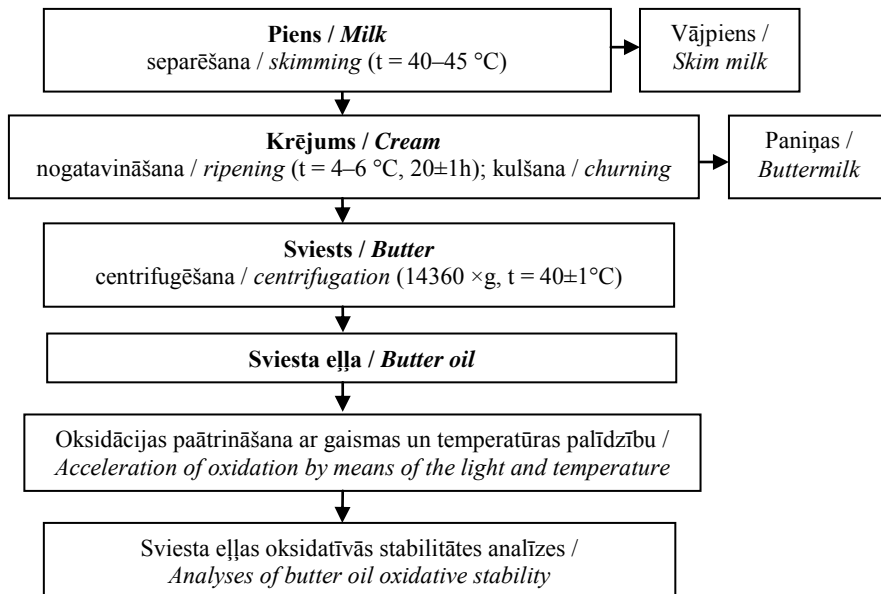 Piens / Milk
separēšana / skimming (t = 40–45 °C)
Vājpiens /
Skim milk
Krējums / Cream
nogatavināšana / ripening (t = 4–6 °C, 20±1h); kulšana / churning
Paniņas /
Buttermilk
Sviests / Butter
centrifugēšana / centrifugation (14360 ×g, t = 40±1°C)
Sviesta eļļa / Butter oil
Oksidācijas paātrināšana ar gaismas un temperatūras palīdzību /
Acceleration of oxidation by means of the light and temperature
Sviesta eļļas oksidatīvās stabilitātes analīzes /
Analyses of butter oil oxidative stability